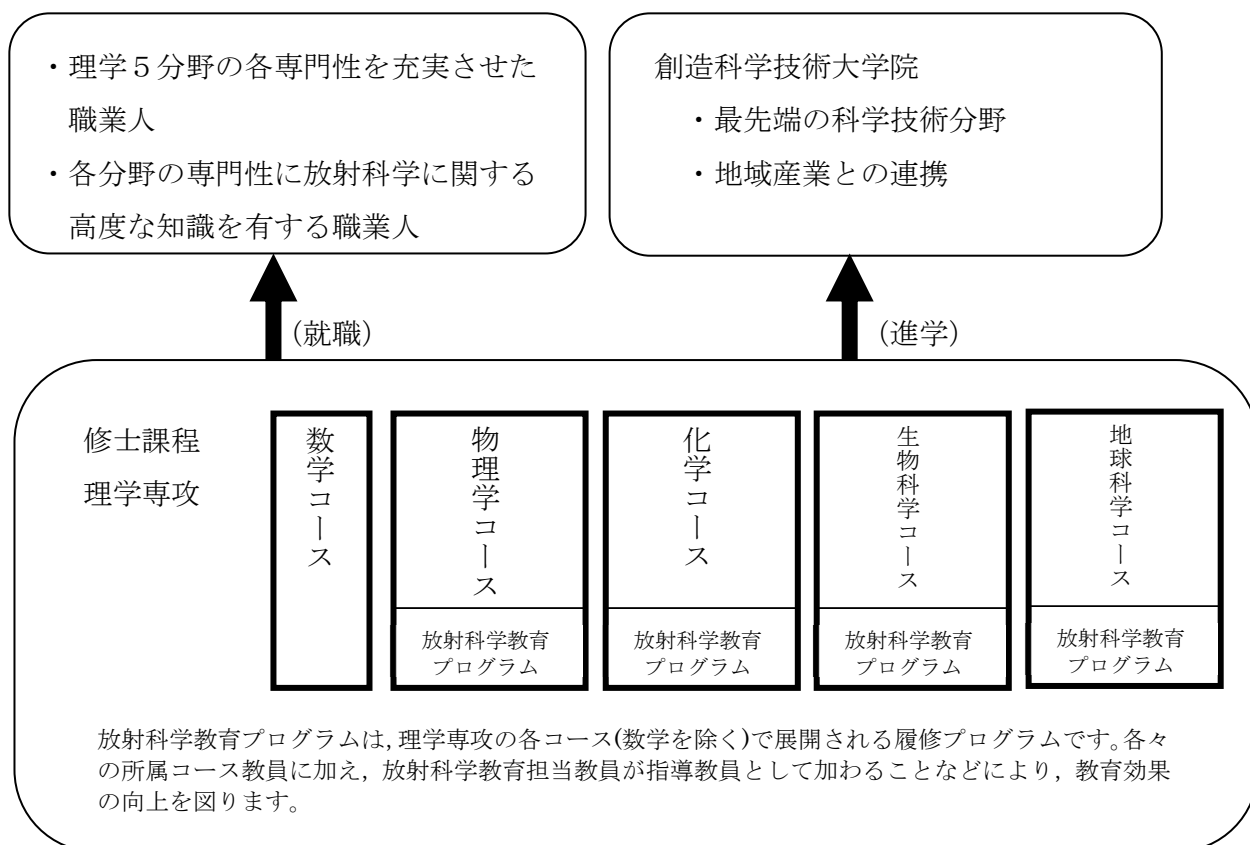 ・理学５分野の各専門性を充実させた
職業人
・各分野の専門性に放射科学に関する
高度な知識を有する職業人
創造科学技術大学院
・最先端の科学技術分野
・地域産業との連携
(就職)
(進学)
修士課程
理学専攻
数学コース
物理学コース
放射科学教育
プログラム
化学コース
放射科学教育
プログラム
生物科学コース
放射科学教育
プログラム
地球科学コース
放射科学教育
プログラム
放射科学教育プログラムは,理学専攻の各コース(数学を除く)で展開される履修プログラムです。各々
の所属コース教員に加え，放射科学教育担当教員が指導教員として加わることなどにより，教育効果
の向上を図ります。